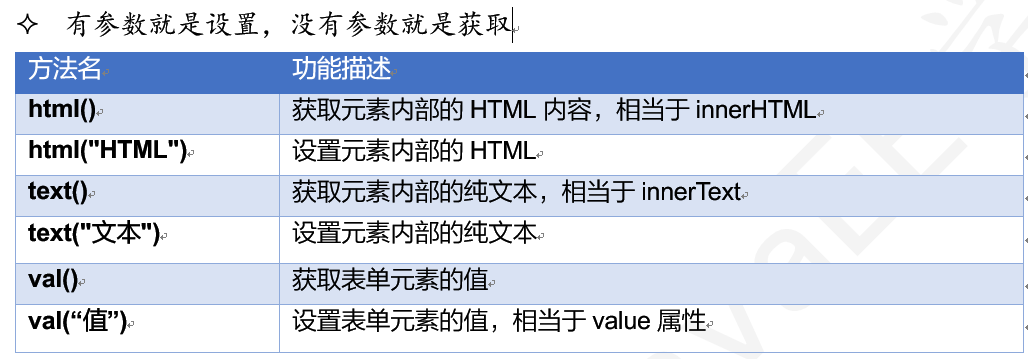 ✧ 有参数就是设置，没有参数就是获取
方法名 功能描述
html() 获取元素内部的 HTML 内容，相当于 innerHTML
html("HTML") 设置元素内部的 HTML
text() 获取元素内部的纯文本，相当于 innerText
text("文本") 设置元素内部的纯文本
val() 获取表单元素的值
val(“值”) 设置表单元素的值，相当于 value 属性